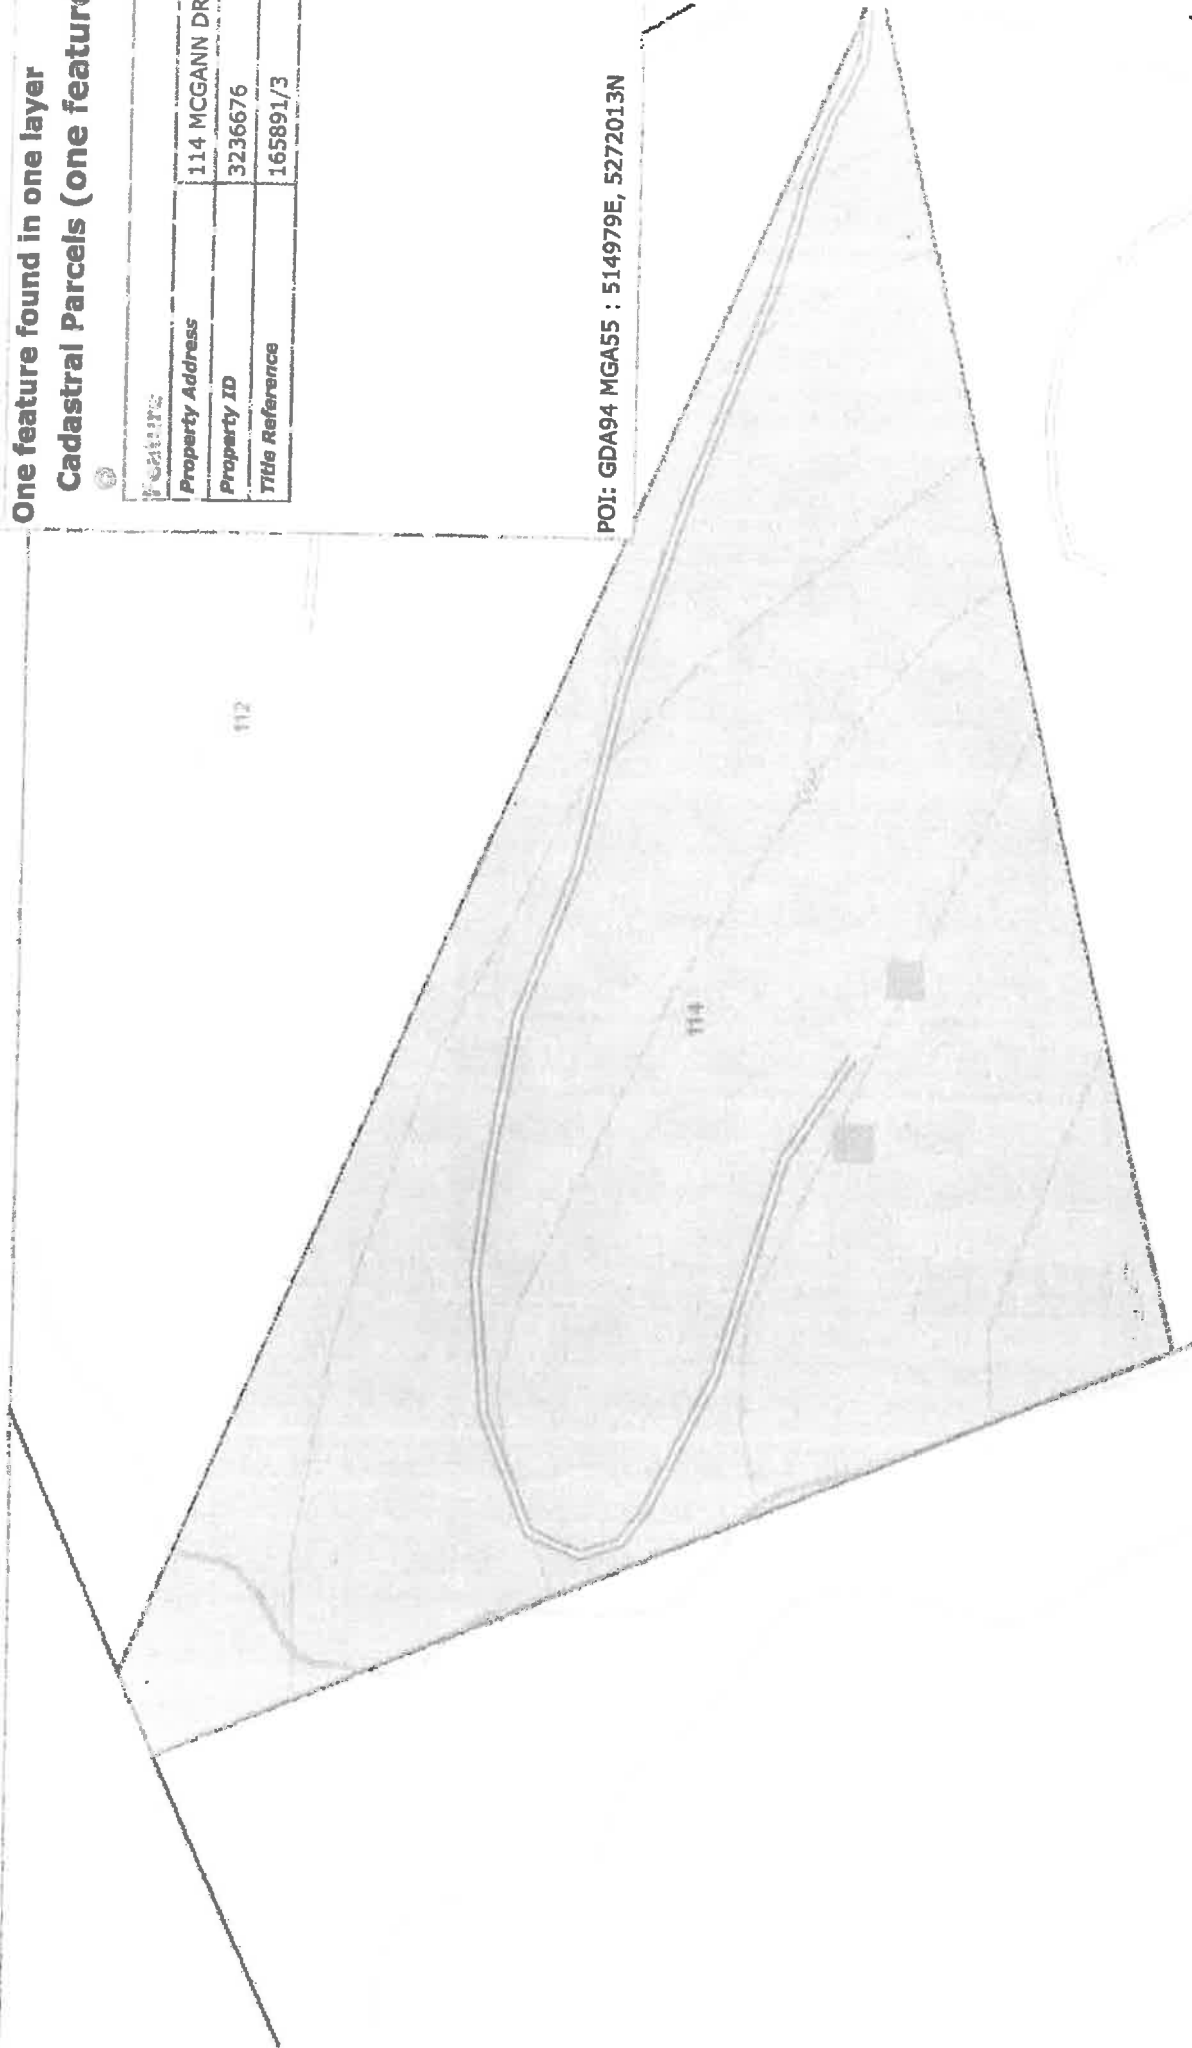 One feature found in one layer
Cadastral Parcels (one featur
Feature
Property Address 114 MCGANN DR
Property ID 3236676
Title Reference 165891/3
POI: GDA94 MGA55 : 514979E, 5272013N
112
114